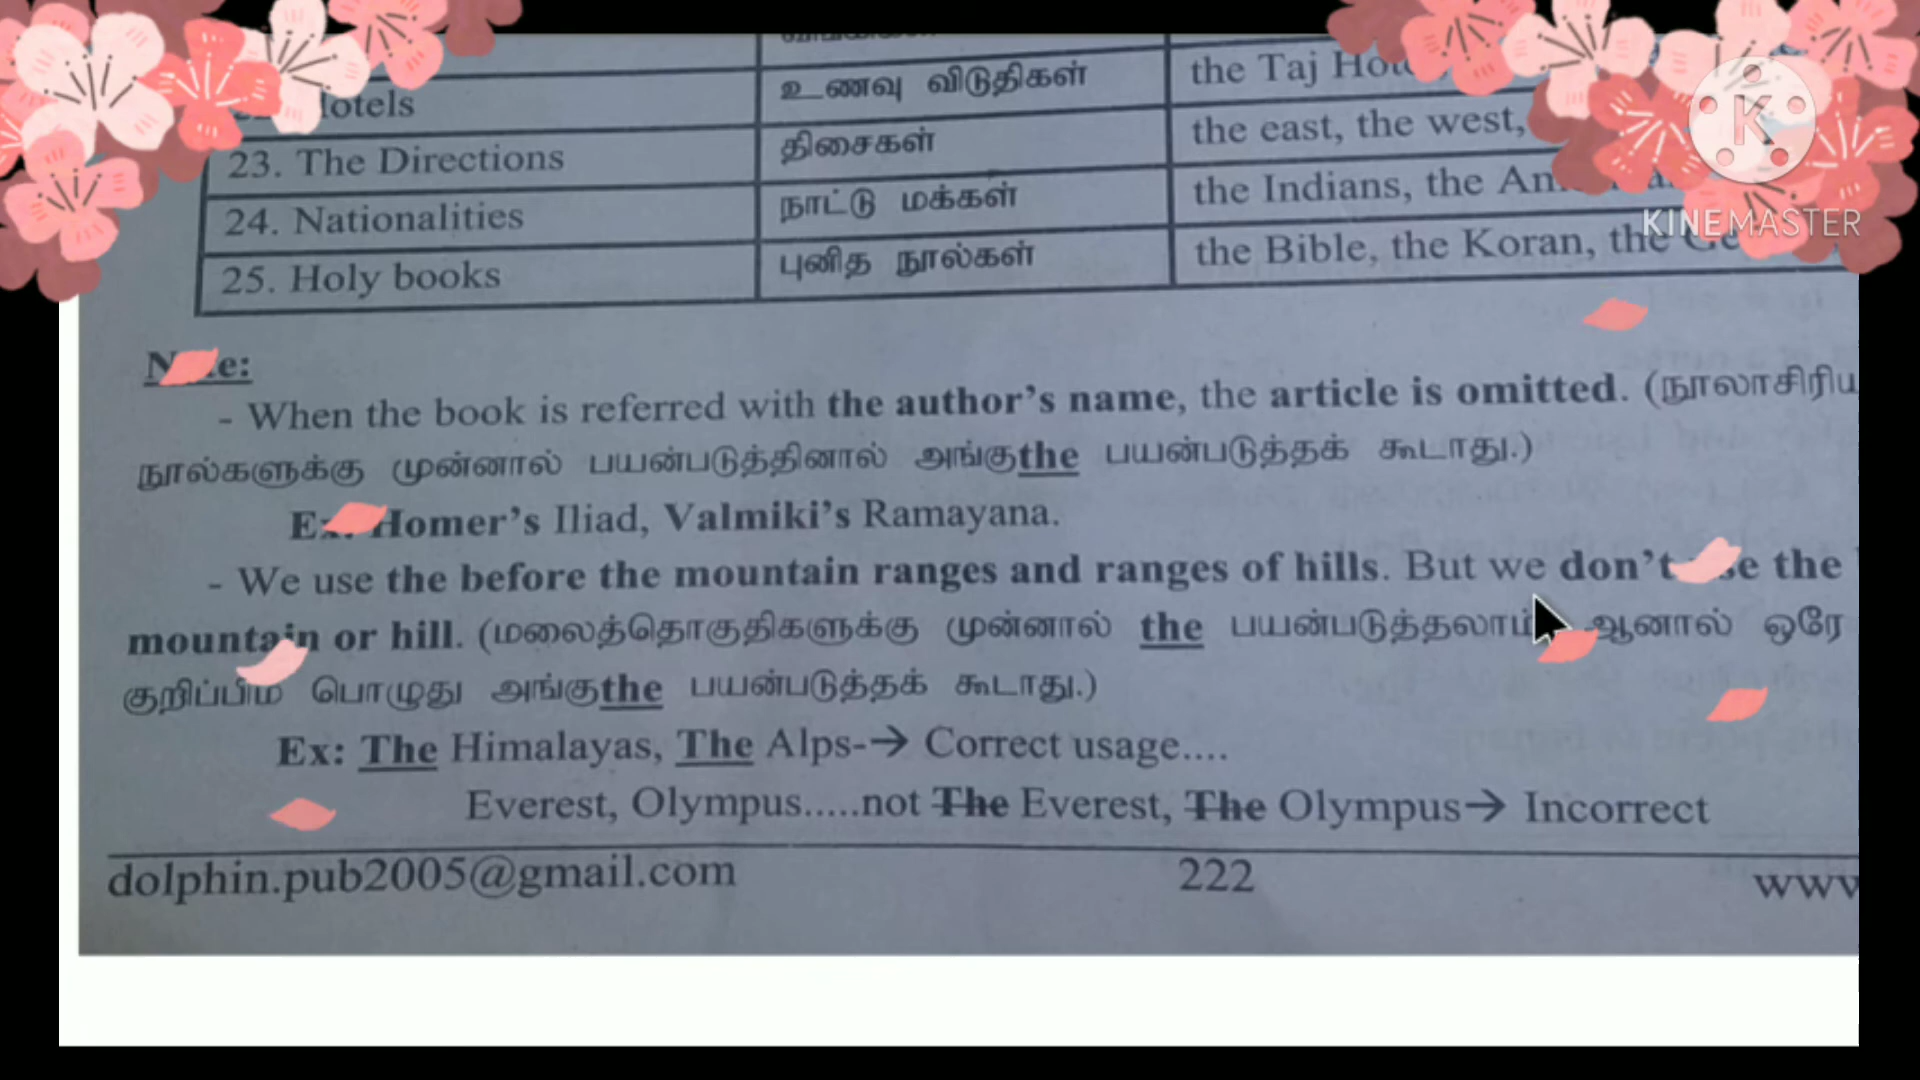 உணவு விடுதிகள் the Taj
23. The Directions திசைகள் the east, the west,
24. Nationalities நாட்டு மக்கள் the Indians, the
25. Holy books புனித நூல்கள் the Bible, the Koran, the
KINEMASTER
- When the book is referred with the author's name, the article is omitted.
நூல்களுக்கு முன்னால் பயன்படுத்தினால் அங்குthe பயன்படுத்தக் கூடாது.)
Homer's Iliad, Valmiki's Ramayana.
- We use the before the mountain ranges and ranges of hills. But we don't the
mountain or hill. (மலைத்தொகுதிகளுக்கு முன்னால் the பயன்படுத்தலாம் ஆனால் ஒரே
பொழுது அங்குthe பயன்படுத்தக் கூடாது.)
Ex: The Himalayas, The Alps-→ Correct usage....
Everest, Olympus.....not The Everest, The Olympus→ Incorrect
dolphin.pub2005@gmail.com 222